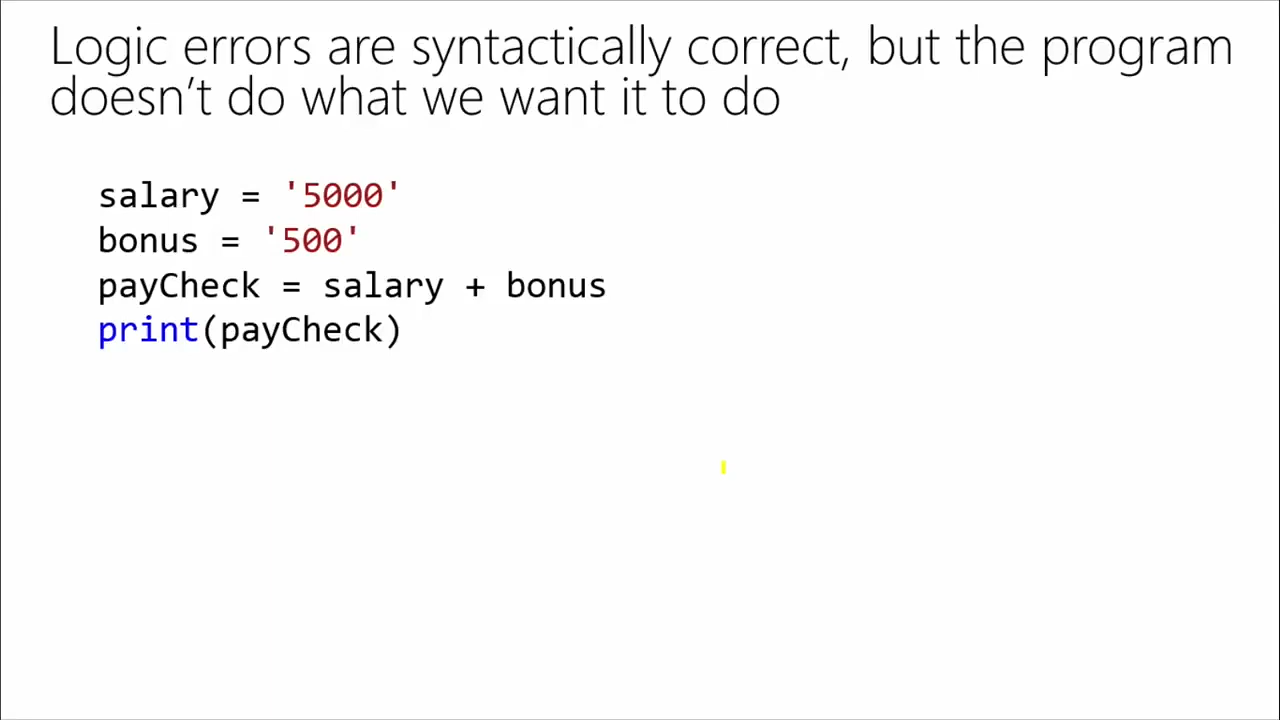 Logic errors are syntactically correct, but the program
doesn’t do what we want it to do
salary = '5000'
bonus = '500'
payCheck = salary + bonus
print(payCheck)